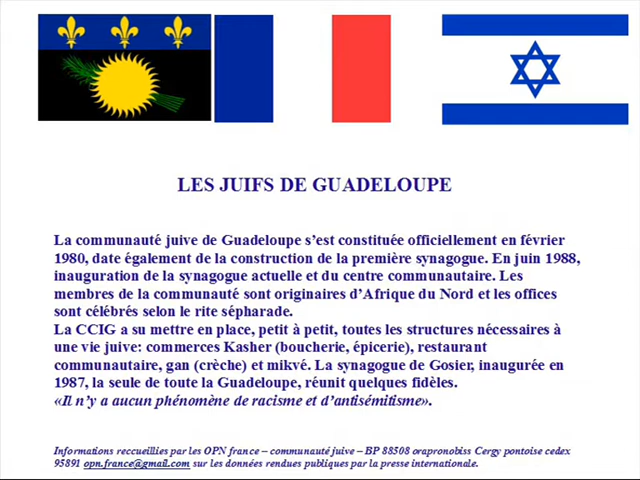 LES JUIFS DE GUADELOUPE
La communauté juive de Guadeloupe s’est constituée officiellement en février
1980, date également de la construction de la première synagogue. En juin 1988,
inauguration de la synagogue actuelle et du centre communautaire. Les
membres de la communauté sont originaires d’Afrique du Nord et les offices
sont célébrés selon le rite sépharade.
La CCIG a su mettre en place, petit à petit, toutes les structures nécessaires à
une vie juive: commerces Kasher (boucherie, épicerie), restaurant
communautaire, gan (crèche) et mikvé. La synagogue de Gosier, inaugurée en
1987, la seule de toute la Guadeloupe, réunit quelques fidèles.
«Il n’y a aucun phénomène de racisme et d’antisémitisme».
Informations reccueillies par les OPN france – communauté juive – BP 88508 orapronobiss Cergy pontoise cedex
95891 opn.france@gmail.com sur les données rendues publiques par la presse internationale.